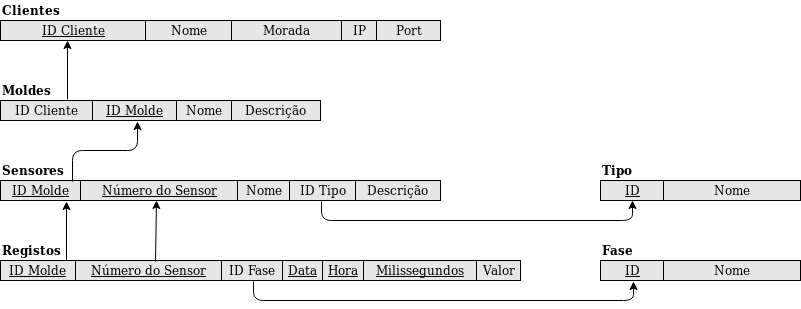 Clientes
ID Cliente Nome Morada IP Port
Moldes
ID Cliente ID Molde Nome Descrição
Sensores Tipo
ID Molde Número do Sensor Nome ID Tipo Descrição ID Nome
Registos Fase
ID Molde Número do Sensor ID Fase Data Hora Milissegundos Valor ID Nome